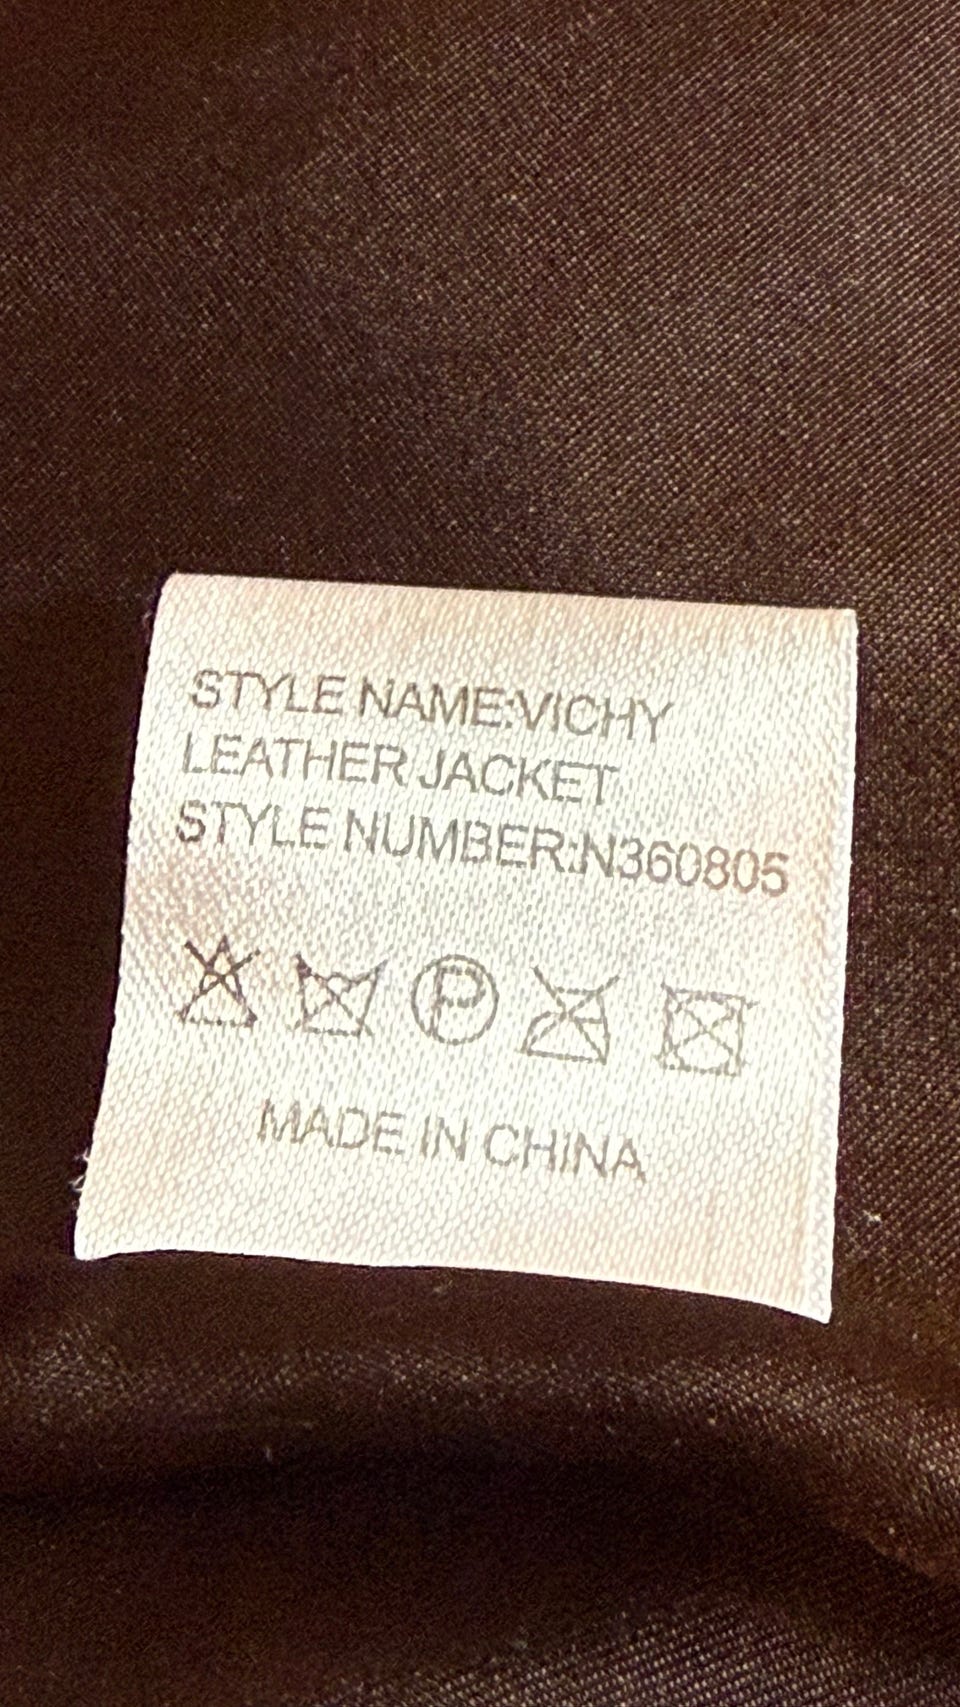 STYLE NAME:VICHY
LEATHER JACKET
STYLE NUMBER:N360805
P
MADE IN CHINA